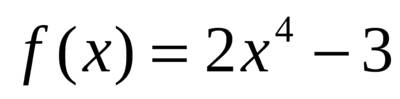 f(x) = 2x⁴ − 3